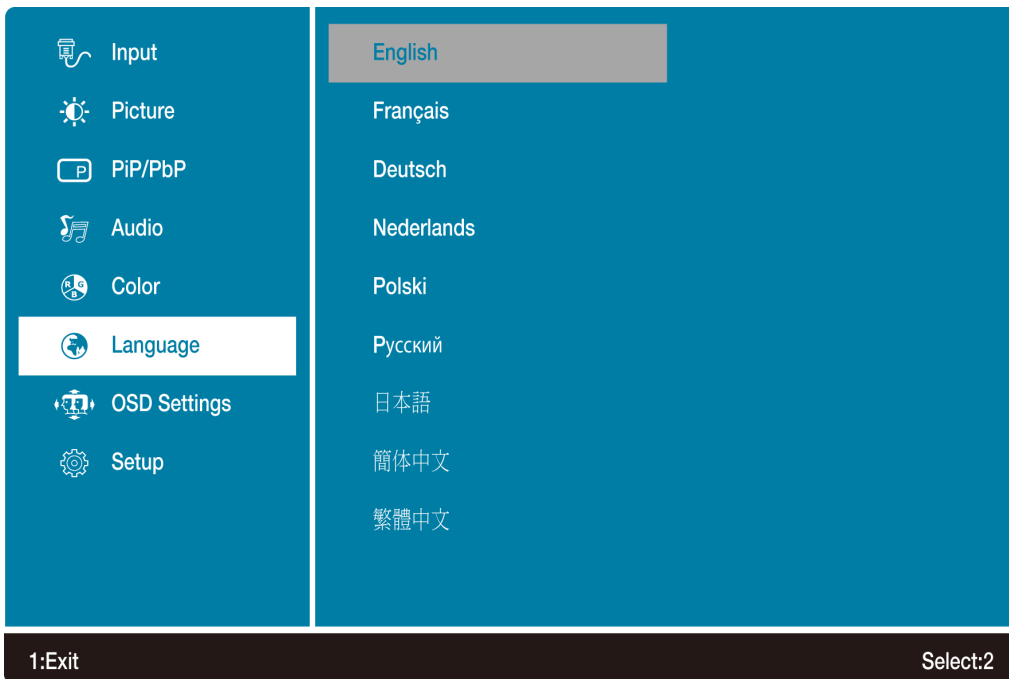 Input
Picture
PiP/PbP
P
Audio
Color
R G
B
Language
OSD Settings
Setup
English
Français
Deutsch
Nederlands
Polski
Русский
日本語
簡体中文
繁體中文
1:Exit
Select:2